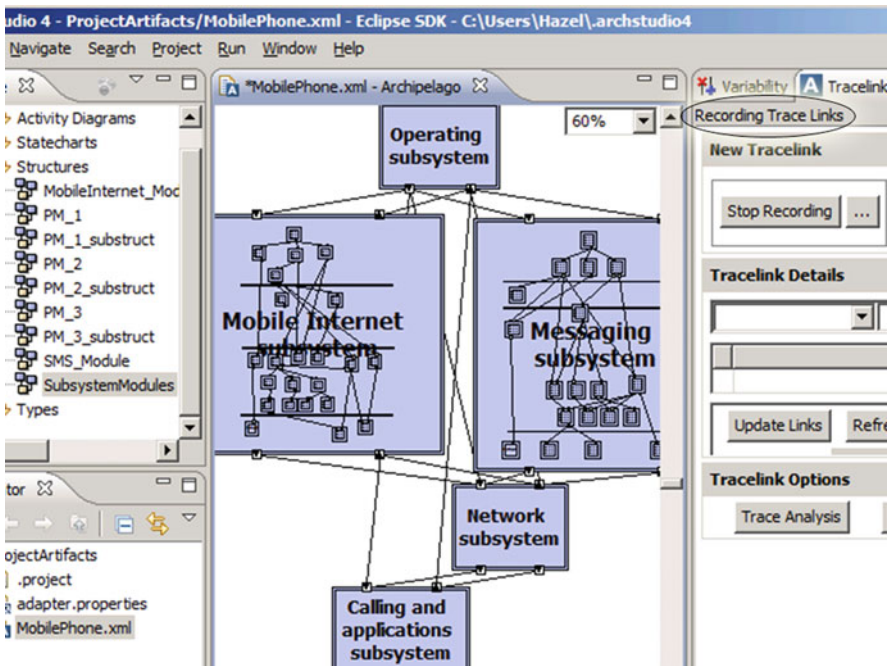 udio 4 - ProjectArtifacts/MobilePhone.xml - Eclipse SDK - C:\Users\Hazel\.archstudio4
Navigate Search Project Run Window Help
Activity Diagrams
Statecharts
Structures
MobileInternet_Mod
PM_1
PM_1_substruct
PM_2
PM_2_substruct
PM_3
PM_3_substruct
SMS_Module
SubsystemModules
Types
*MobilePhone.xml - Archipelago
60%
Operating
subsystem
Mobile Internet
subsystem
Messaging
subsystem
Network
subsystem
Calling and
applications
subsystem
Variability Tracelink
Recording Trace Links
New Tracelink
Stop Recording ...
Tracelink Details
Update Links Refre
Tracelink Options
Trace Analysis
tor
ojectArtifacts
.project
adapter.properties
MobilePhone.xml